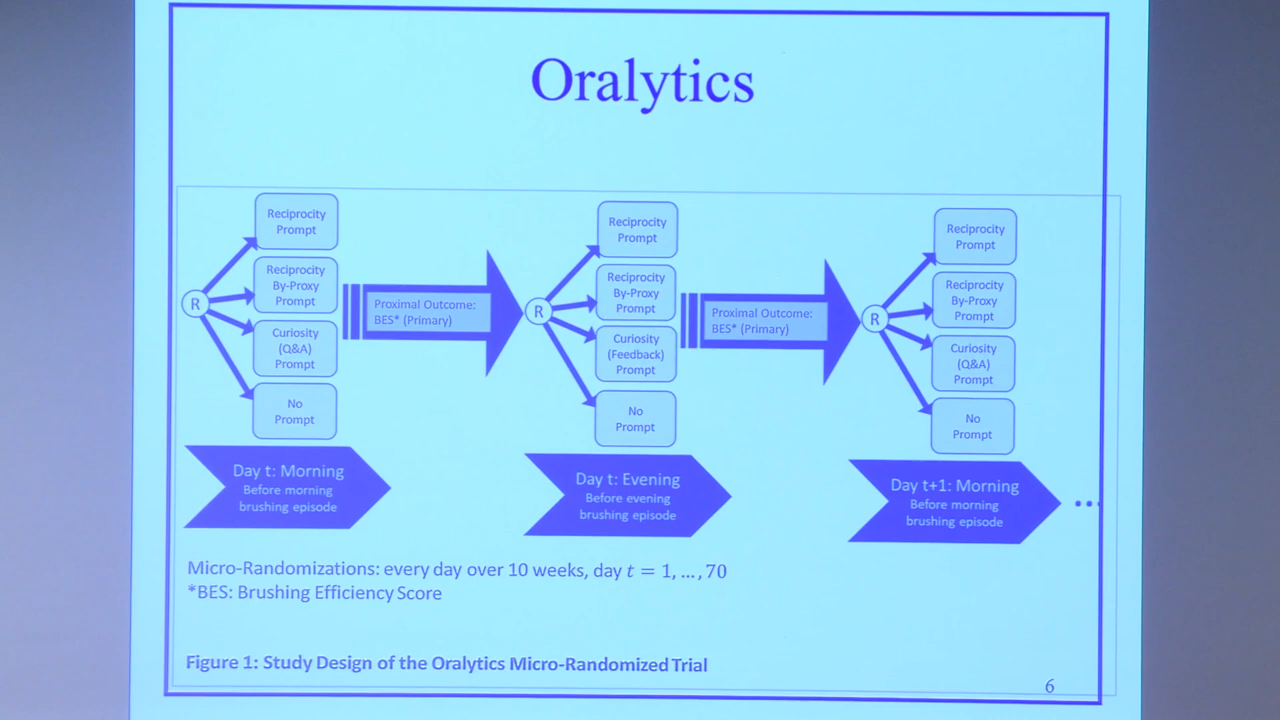 Oralytics
R
Reciprocity
Prompt
Reciprocity
By-Proxy
Prompt
Curiosity
(Q&A)
Prompt
No
Prompt
Proximal Outcome:
BES* (Primary)
R
Reciprocity
Prompt
Reciprocity
By-Proxy
Prompt
Curiosity
(Feedback)
Prompt
No
Prompt
Proximal Outcome:
BES* (Primary)
R
Reciprocity
Prompt
Reciprocity
By-Proxy
Prompt
Curiosity
(Q&A)
Prompt
No
Prompt
Day t: Morning
Before morning
brushing episode
Day t: Evening
Before evening
brushing episode
Day t+1: Morning
Before morning
brushing episode
...
Micro-Randomizations: every day over 10 weeks, day t = 1, ... , 70
*BES: Brushing Efficiency Score
Figure 1: Study Design of the Oralytics Micro-Randomized Trial
6